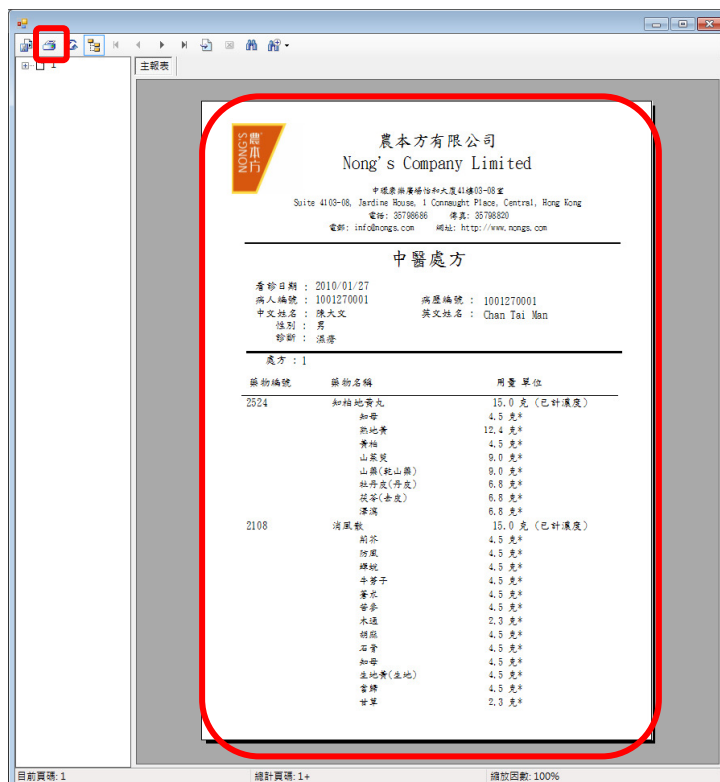 1
主報表
NONG'S 農本方
農本方有限公司
Nong's Company Limited
中環康樂廣場怡和大廈41樓03-08室
Suite 4103-08, Jardine House, 1 Connaught Place, Central, Hong Kong
電話: 35798686 傳真: 35798820
電郵: info@nongs.com 網址: http://www.nongs.com
中醫處方
看診日期 : 2010/01/27
病人編號 : 1001270001 病歷編號 : 1001270001
中文姓名 : 陳大文 英文姓名 : Chan Tai Man
性別 : 男
診斷 : 濕瘡
處方 : 1
藥物編號 藥物名稱 用量 單位
2524 知柏地黃丸 15.0 克 (已計濃度)
知母 4.5 克*
熟地黃 12.4 克*
黃柏 4.5 克*
山茱萸 9.0 克*
山藥(乾山藥) 9.0 克*
牡丹皮(丹皮) 6.8 克*
茯苓(去皮) 6.8 克*
澤瀉 6.8 克*
2108 消風散 15.0 克 (已計濃度)
荊芥 4.5 克*
防風 4.5 克*
蟬蛻 4.5 克*
牛蒡子 4.5 克*
蒼朮 4.5 克*
苦參 4.5 克*
木通 2.3 克*
胡麻 4.5 克*
石膏 4.5 克*
知母 4.5 克*
生地黃(生地) 4.5 克*
當歸 4.5 克*
甘草 2.3 克*
目前頁碼: 1 總計頁碼: 1+ 縮放因數: 100%